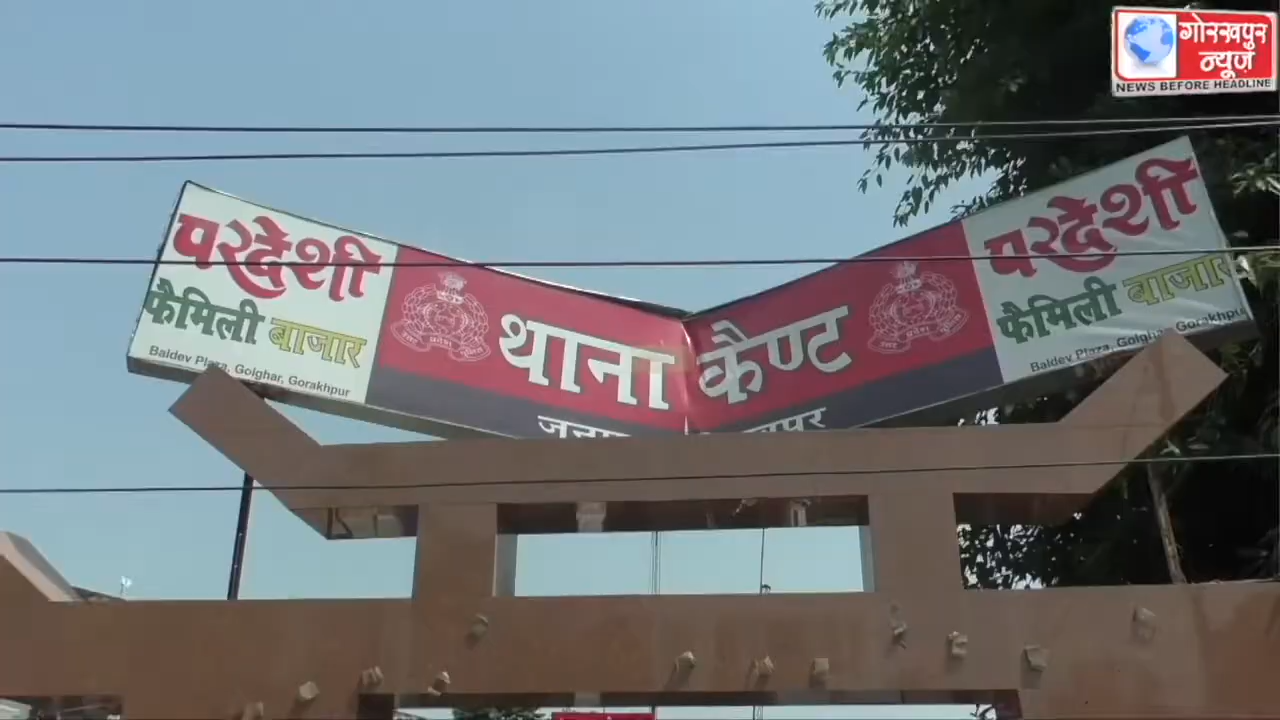 गोरखपुर
न्यूज़
NEWS BEFORE HEADLINE
परदेशी
फैमिली बाजार
Baldev Plaza, Golghar, Gorakhpur
थाना कैण्ट
परदेशी
फैमिली बाजार
Baldev Plaza, Golghar, Gorakhpur